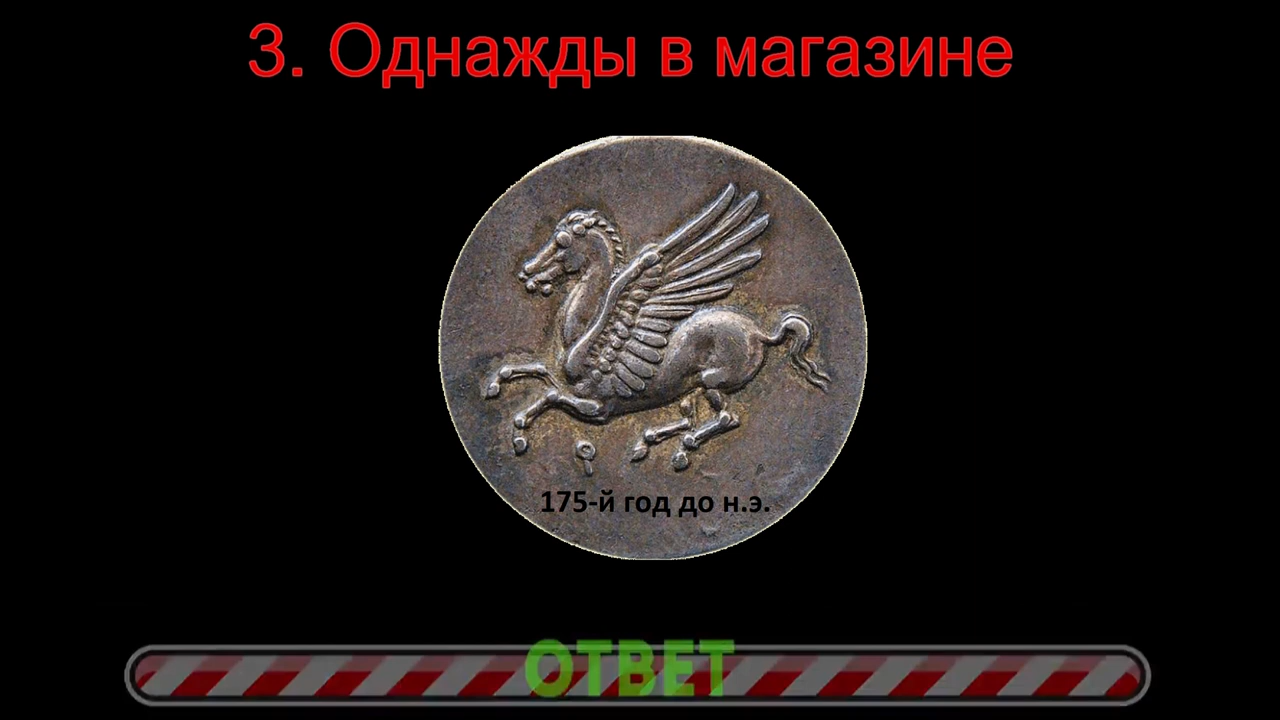 3. Однажды в магазине
175-й год до н.э.
ОТВЕТ